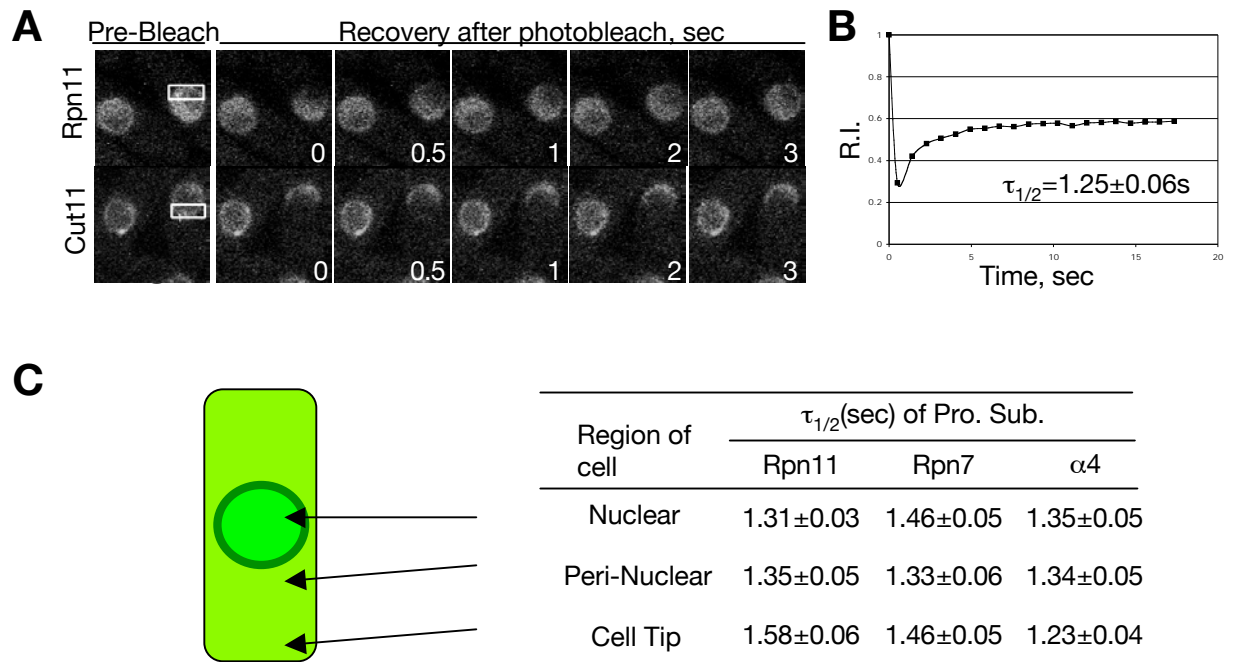 A
Pre-Bleach
Recovery after photobleach, sec
Rpn11
0
0.5
1
2
3
Cut11
0
0.5
1
2
3
B
R.I.
1
0.8
0.6
0.4
0.2
0
τ1/2=1.25±0.06s
0
5
10
15
20
Time, sec
C
Region of
cell
τ1/2(sec) of Pro. Sub.
Rpn11
Rpn7
α4
Nuclear 1.31±0.03 1.46±0.05 1.35±0.05
Peri-Nuclear 1.35±0.05 1.33±0.06 1.34±0.05
Cell Tip 1.58±0.06 1.46±0.05 1.23±0.04